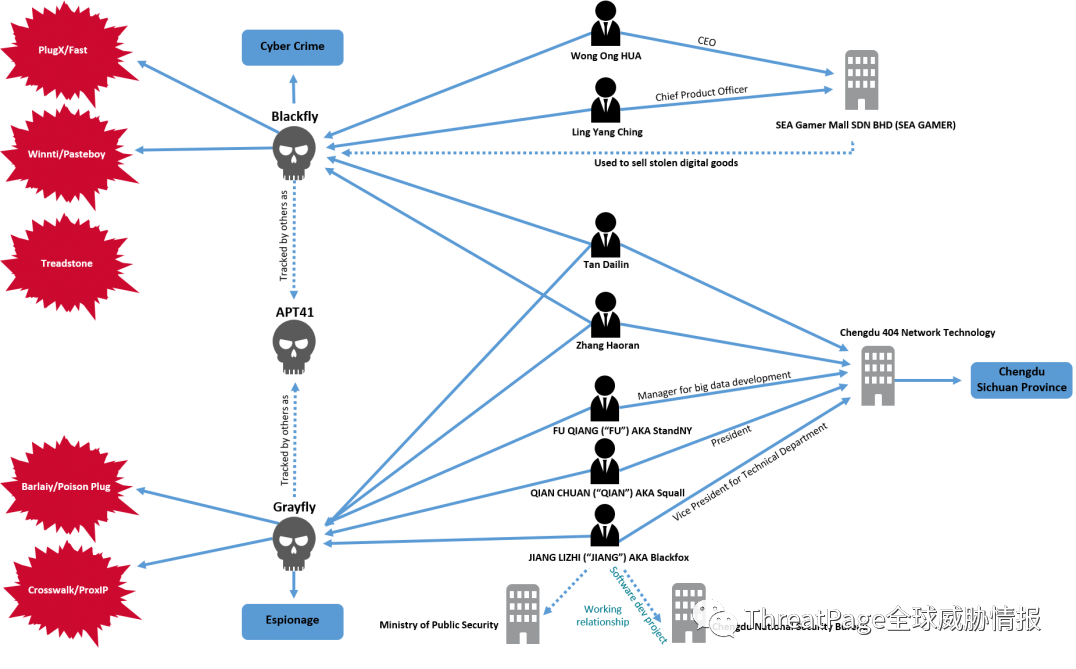 PlugX/Fast
Cyber Crime
Wong Ong HUA
CEO
Blackfly
Chief Product Officer
Ling Yang Ching
SEA Gamer Mall SDN BHD (SEA GAMER)
Winnti/Pasteboy
Used to sell stolen digital goods
Tracked by others as
Treadstone
Tan Dailin
APT41
Zhang Haoran
Chengdu 404 Network Technology
Chengdu
Sichuan Province
Manager for big data development
FU QIANG (“FU”) AKA StandNY
Tracked by others as
President
Barlaiy/Poison Plug
QIAN CHUAN (“QIAN”) AKA Squall
Vice President for Technical Department
Grayfly
JIANG LIZHI (“JIANG”) AKA Blackfox
Crosswalk/ProxIP
Espionage
Ministry of Public Security
Working
relationship
Software dev project
Chengdu National Security Bureau
ThreatPage全球威胁情报